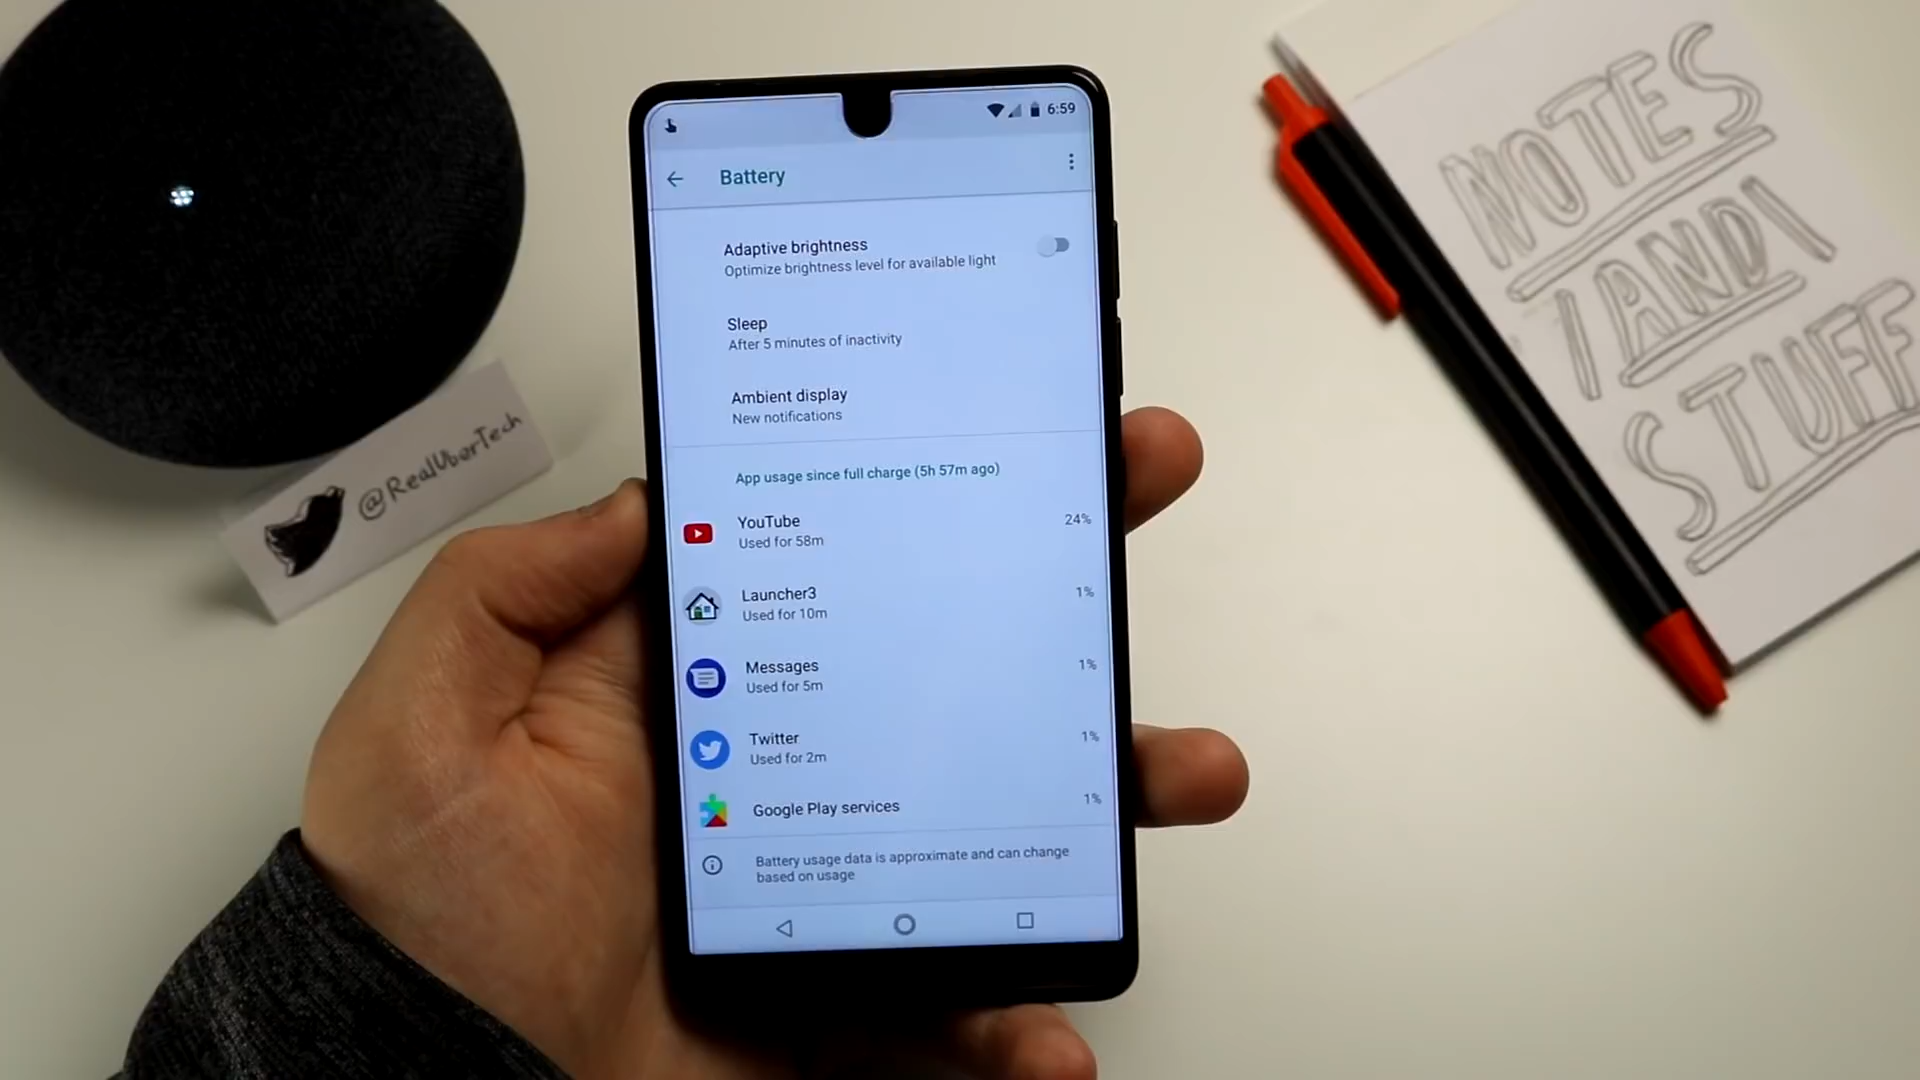 6:59
Battery
Adaptive brightness
Optimize brightness level for available light
Sleep
After 5 minutes of inactivity
Ambient display
New notifications
App usage since full charge (5h 57m ago)
YouTube
24%
Used for 58m
Launcher3
1%
Used for 10m
Messages
1%
Used for 5m
Twitter
1%
Used for 2m
Google Play services
1%
Battery usage data is approximate and can change
based on usage
@RealUberTech
NOTES
AND
STUFF